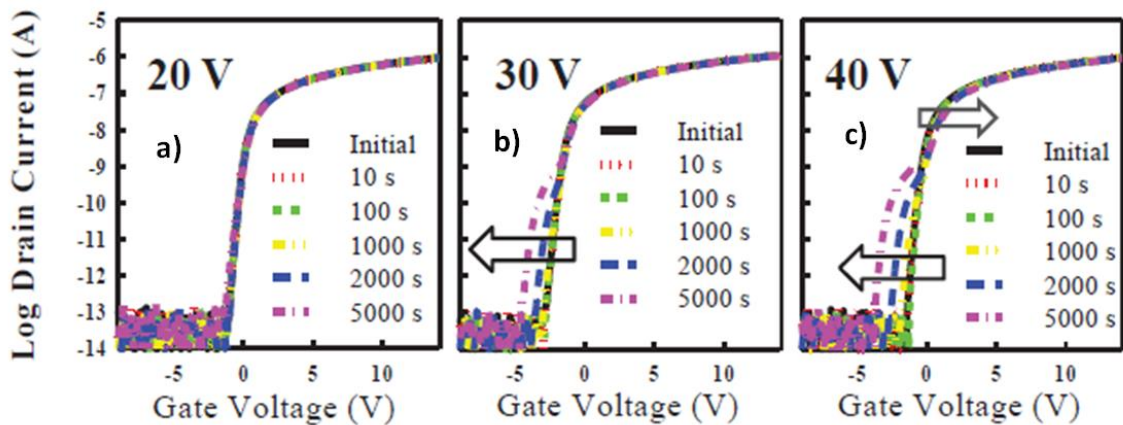 Log Drain Current (A)
-5
-6
-7
-8
-9
-10
-11
-12
-13
-14
20 V
a)
Initial
10 s
100 s
1000 s
2000 s
5000 s
-5
0
5
10
Gate Voltage (V)
30 V
b)
Initial
10 s
100 s
1000 s
2000 s
5000 s
-5
0
5
10
Gate Voltage (V)
40 V
c)
Initial
10 s
100 s
1000 s
2000 s
5000 s
-5
0
5
10
Gate Voltage (V)